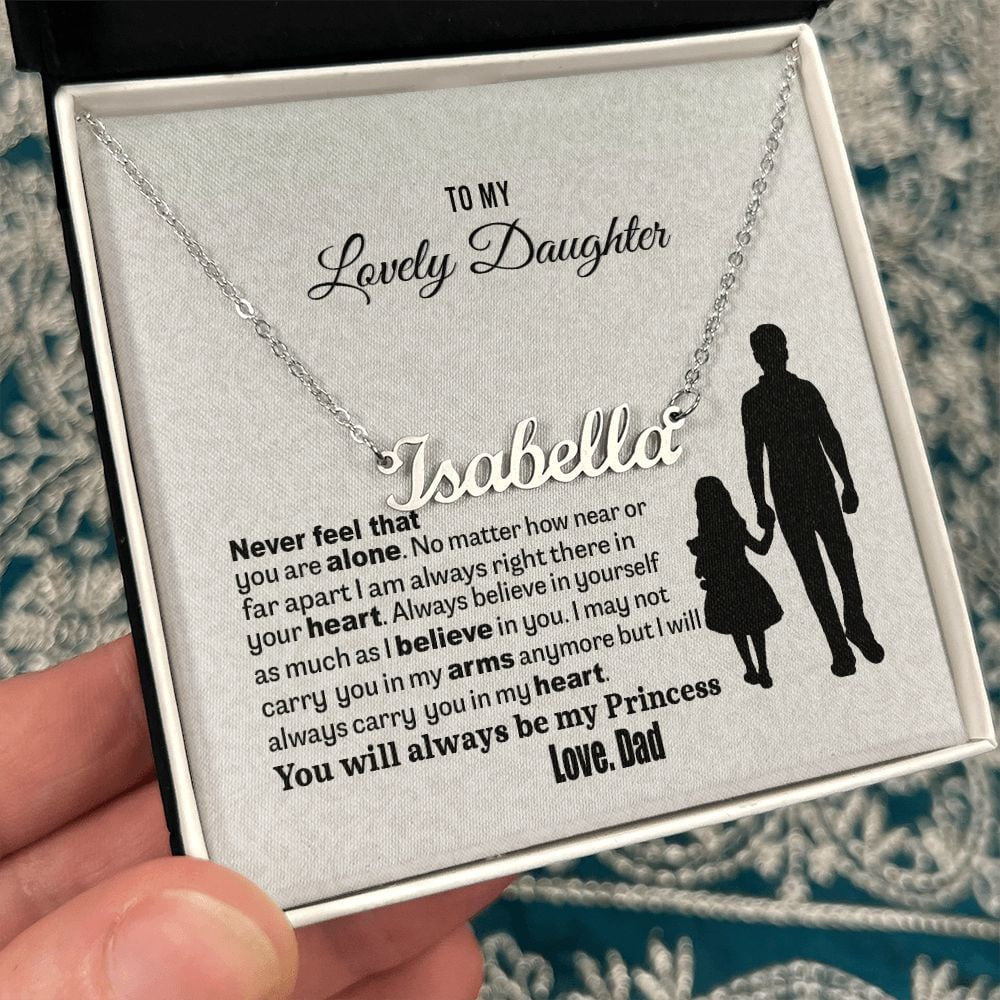 TO MY
Lovely Daughter
Isabella
Never feel that
you are alone. No matter how near or
far apart I am always right there in
your heart. Always believe in yourself
as much as I believe in you. I may not
carry you in my arms anymore but I will
always carry you in my heart.
You will always be my Princess
Love. Dad